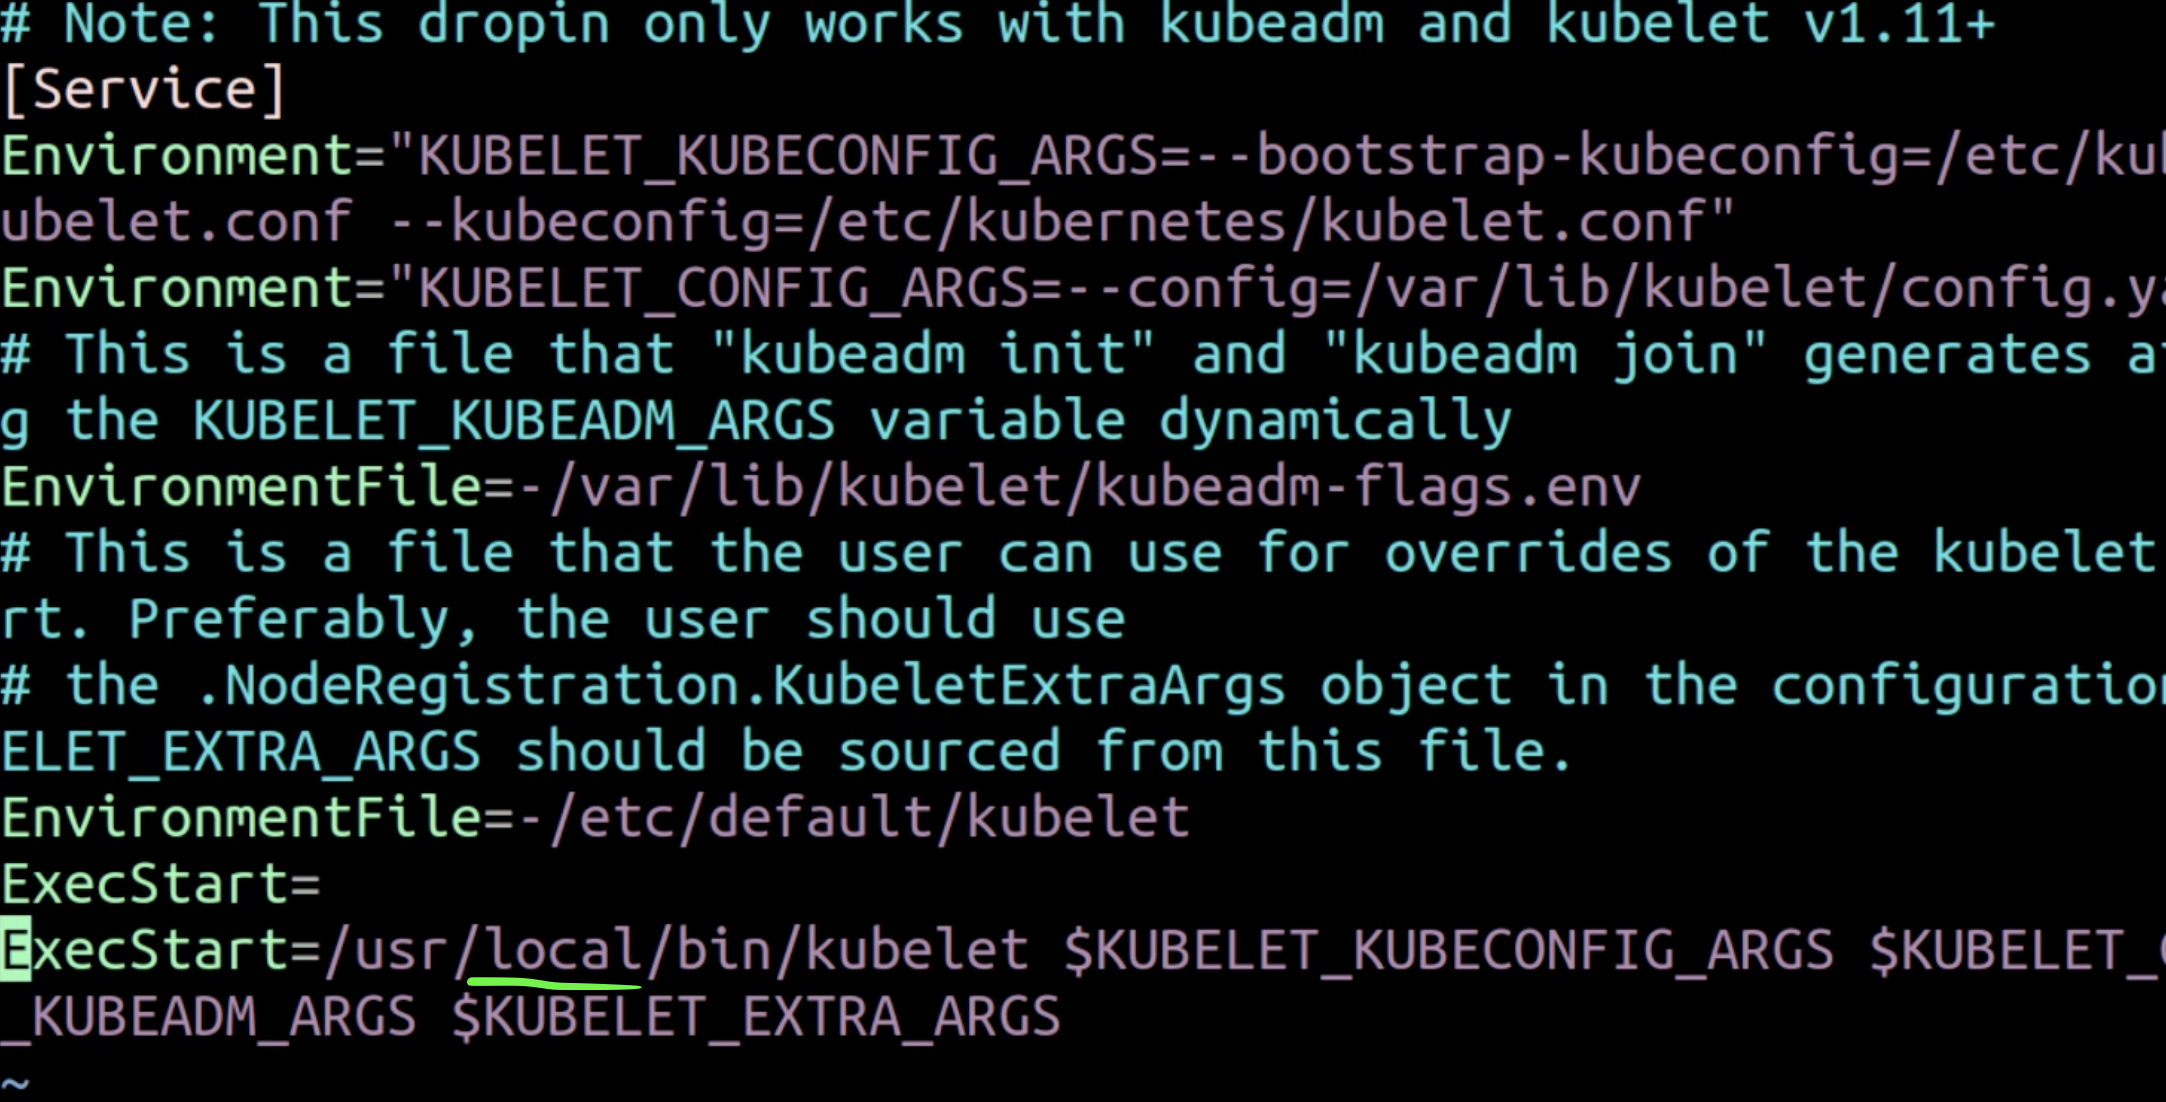 # Note: This dropin only works with kubeadm and kubelet v1.11+
[Service]
Environment="KUBELET_KUBECONFIG_ARGS=--bootstrap-kubeconfig=/etc/kub
ubelet.conf --kubeconfig=/etc/kubernetes/kubelet.conf"
Environment="KUBELET_CONFIG_ARGS=--config=/var/lib/kubelet/config.ya
# This is a file that "kubeadm init" and "kubeadm join" generates at
g the KUBELET_KUBEADM_ARGS variable dynamically
EnvironmentFile=-/var/lib/kubelet/kubeadm-flags.env
# This is a file that the user can use for overrides of the kubelet
rt. Preferably, the user should use
# the .NodeRegistration.KubeletExtraArgs object in the configuration
ELET_EXTRA_ARGS should be sourced from this file.
EnvironmentFile=-/etc/default/kubelet
ExecStart=
ExecStart=/usr/local/bin/kubelet $KUBELET_KUBECONFIG_ARGS $KUBELET_C
_KUBEADM_ARGS $KUBELET_EXTRA_ARGS
~